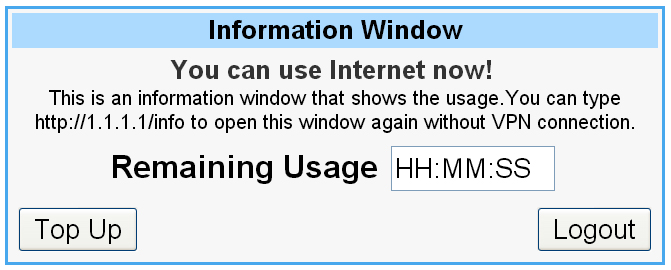 Information Window
You can use Internet now!
This is an information window that shows the usage.You can type
http://1.1.1.1/info to open this window again without VPN connection.
Remaining Usage HH:MM:SS
Top Up Logout